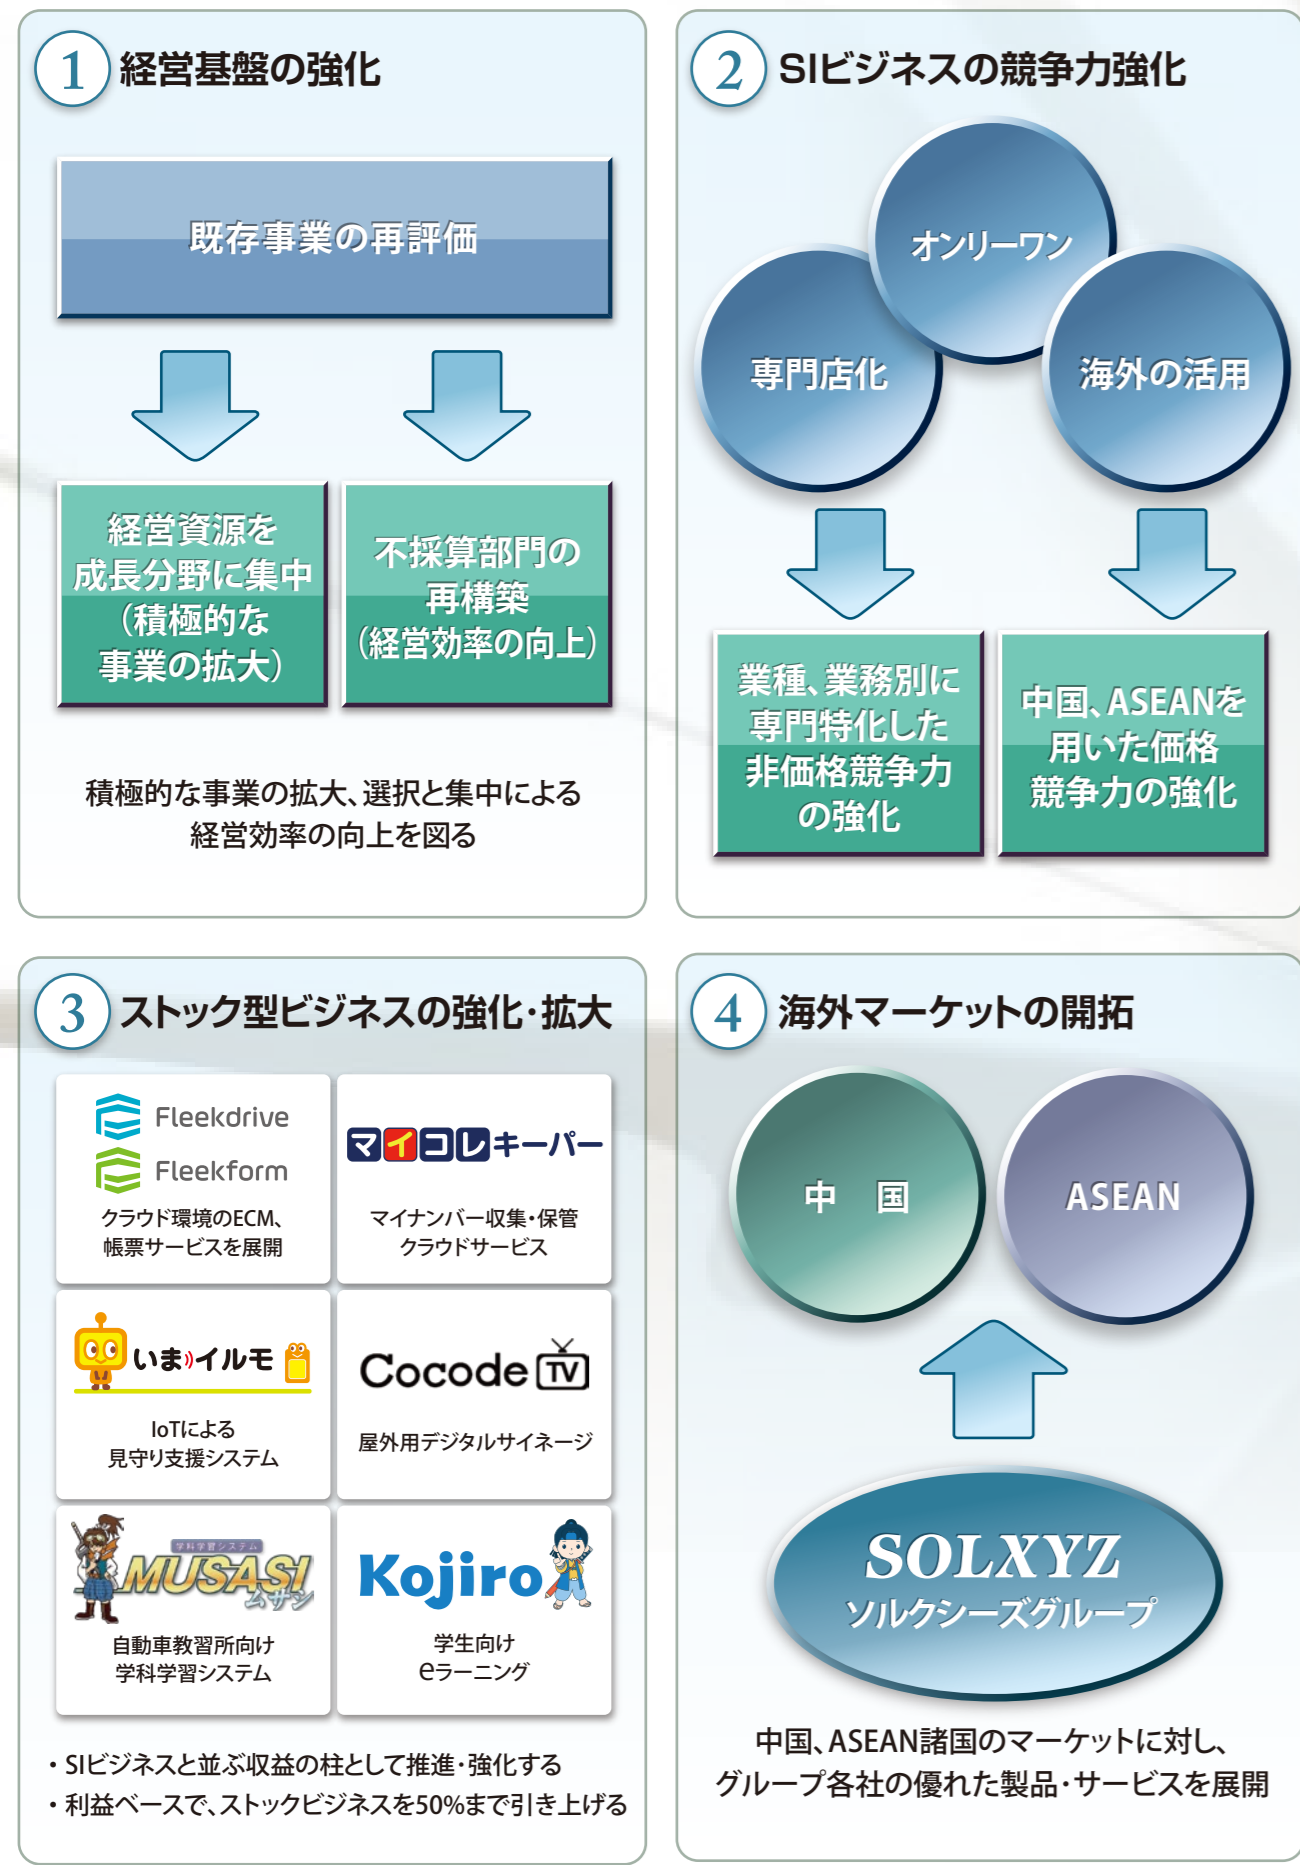 1 経営基盤の強化
既存事業の再評価
経営資源を
成長分野に集中
（積極的な
事業の拡大）
不採算部門の
再構築
（経営効率の向上）
積極的な事業の拡大、選択と集中による
経営効率の向上を図る
2 SIビジネスの競争力強化
オンリーワン
専門店化
海外の活用
業種、業務別に
専門特化した
非価格競争力
の強化
中国、ASEANを
用いた価格
競争力の強化
3 ストック型ビジネスの強化・拡大
Fleekdrive
Fleekform
クラウド環境のECM、
帳票サービスを展開
マイコレキーパー
マイナンバー収集・保管
クラウドサービス
いまイルモ
IoTによる
見守り支援システム
Cocode TV
屋外用デジタルサイネージ
学科学習システム
MUSASI
ムサシ
自動車教習所向け
学科学習システム
Kojiro
学生向け
eラーニング
・SIビジネスと並ぶ収益の柱として推進・強化する
・利益ベースで、ストックビジネスを50%まで引き上げる
4 海外マーケットの開拓
中　国
ASEAN
SOLXYZ
ソルクシーズグループ
中国、ASEAN諸国のマーケットに対し、
グループ各社の優れた製品・サービスを展開